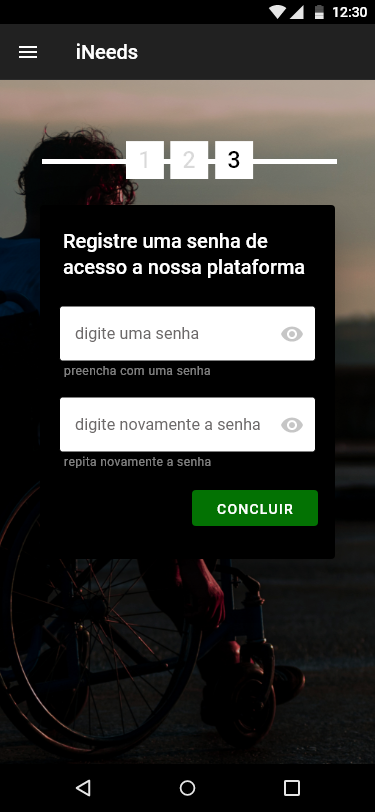 12:30
iNeeds
1 2 3
Registre uma senha de
acesso a nossa plataforma
digite uma senha
preencha com uma senha
digite novamente a senha
repita novamente a senha
CONCLUIR